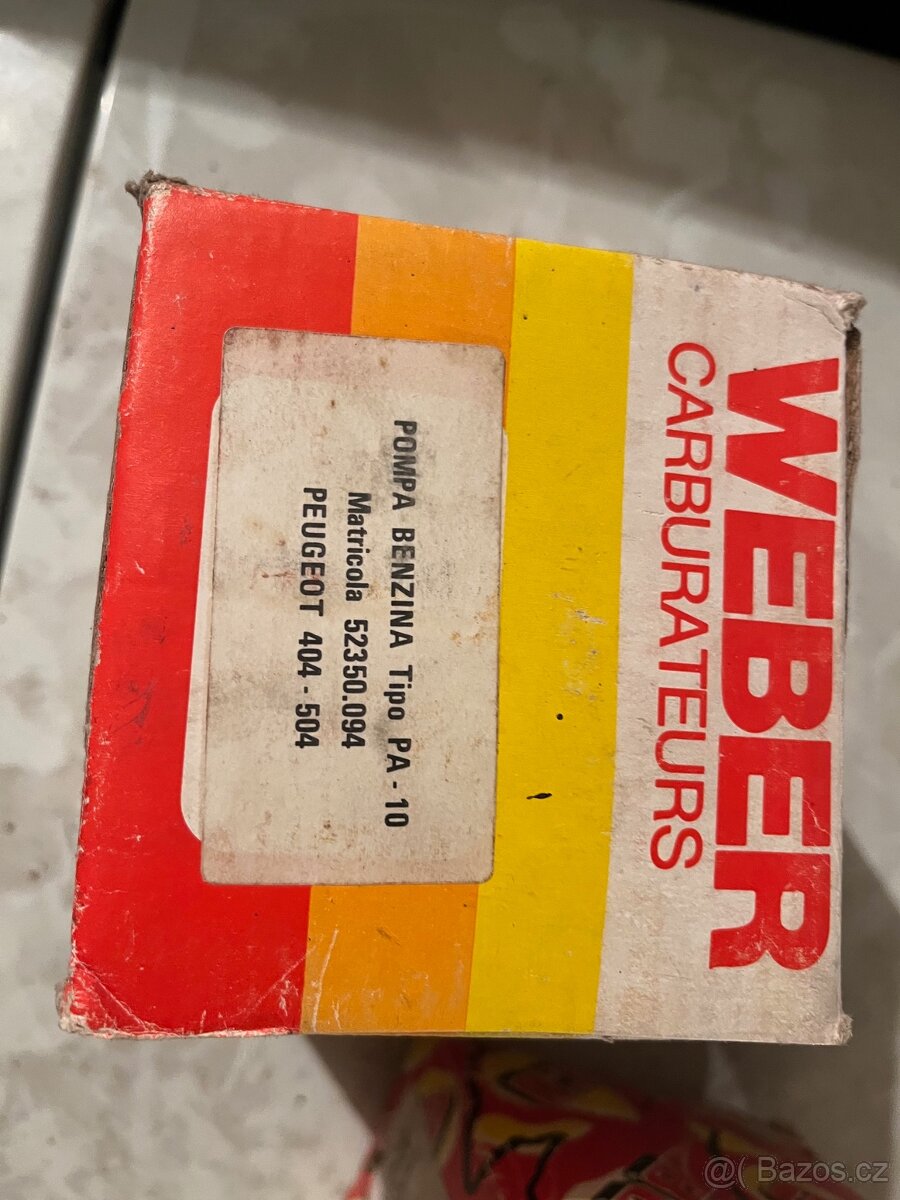 WEBER
CARBURATEURS
POMPA BENZINA Tipo PA-10
Matricola 52350.094
PEUGEOT 404-504
@( Bazos.cz